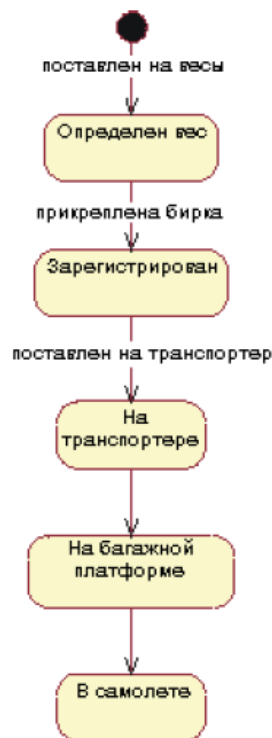 поставлен на весы
Определен вес
прикреплена бирка
Зарегистрирован
поставлен на транспортер
На
транспортере
На багажной
платформе
В самолете